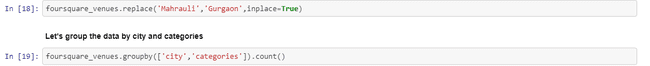 In [18]: foursquare_venues.replace('Mahrauli','Gurgaon',inplace=True)
Let's group the data by city and categories
In [19]: foursquare_venues.groupby(['city','categories']).count()